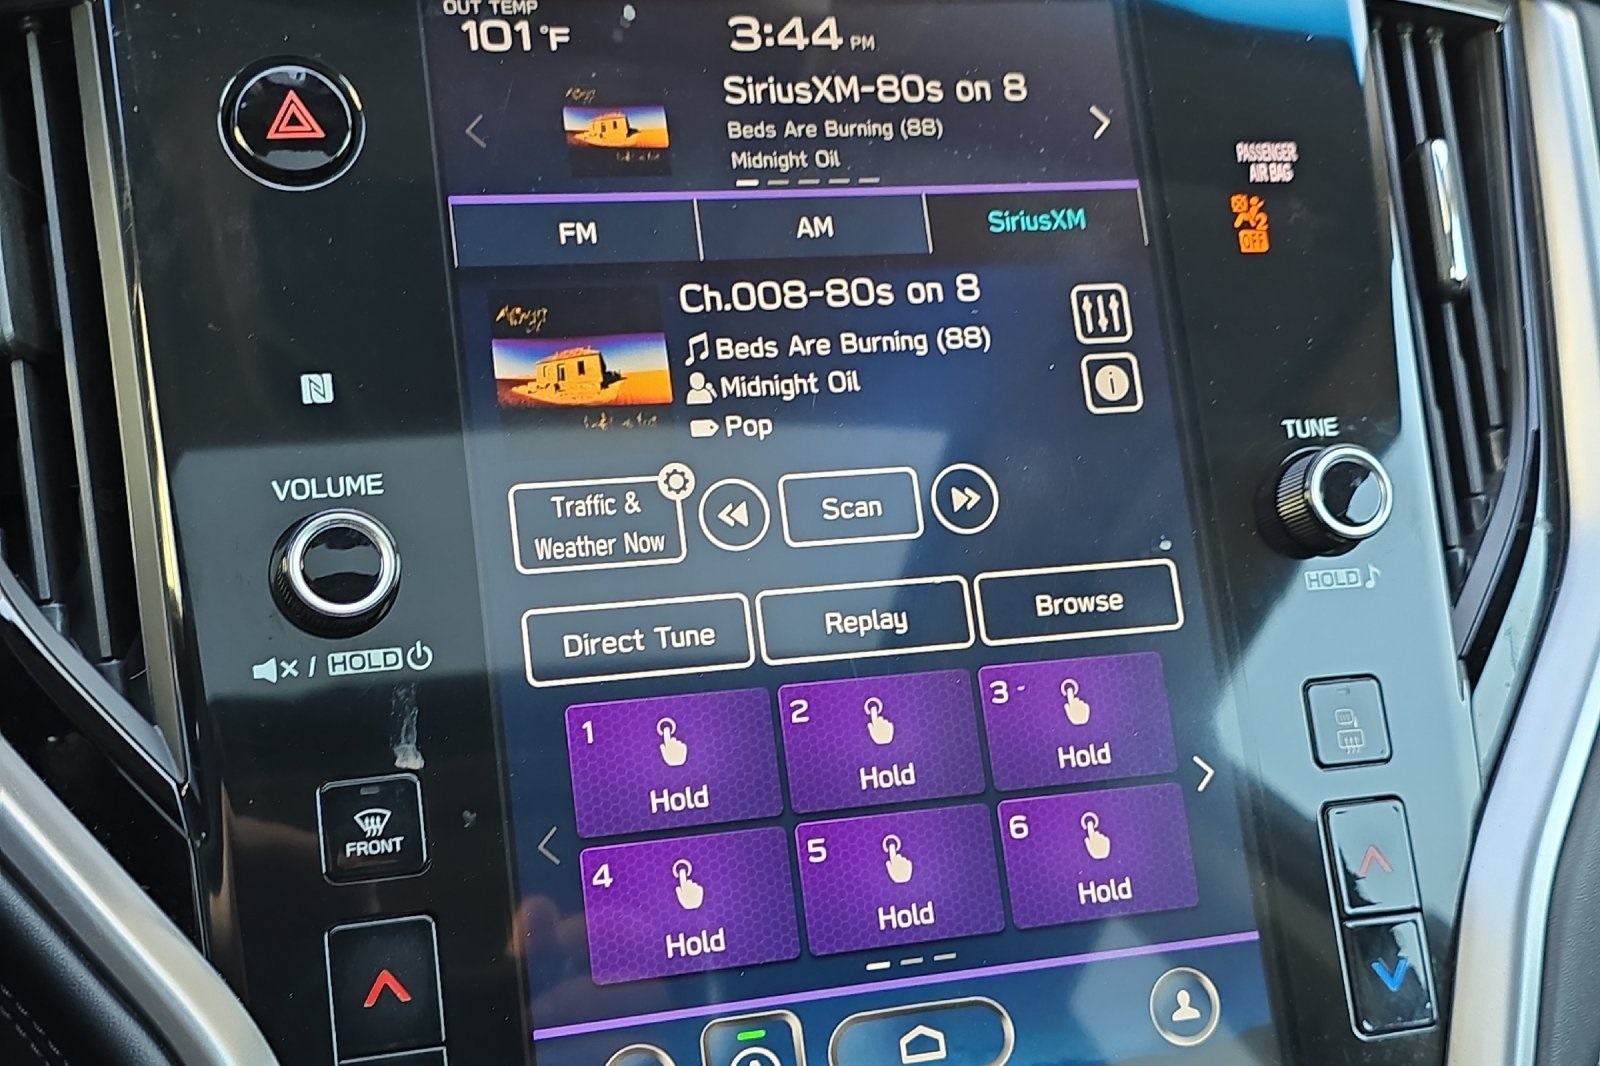 OUT TEMP
101°F
3:44 PM
SiriusXM-80s on 8
Beds Are Burning (88)
Midnight Oil
PASSENGER
AIR BAG
2
OFF
FM
AM
SiriusXM
Ch.008-80s on 8
Beds Are Burning (88)
Midnight Oil
Pop
N
i
VOLUME
TUNE
Traffic &
Weather Now
Scan
HOLD
/ HOLD
Direct Tune
Replay
Browse
1
Hold
2
Hold
3
Hold
FRONT
4
Hold
5
Hold
6
Hold